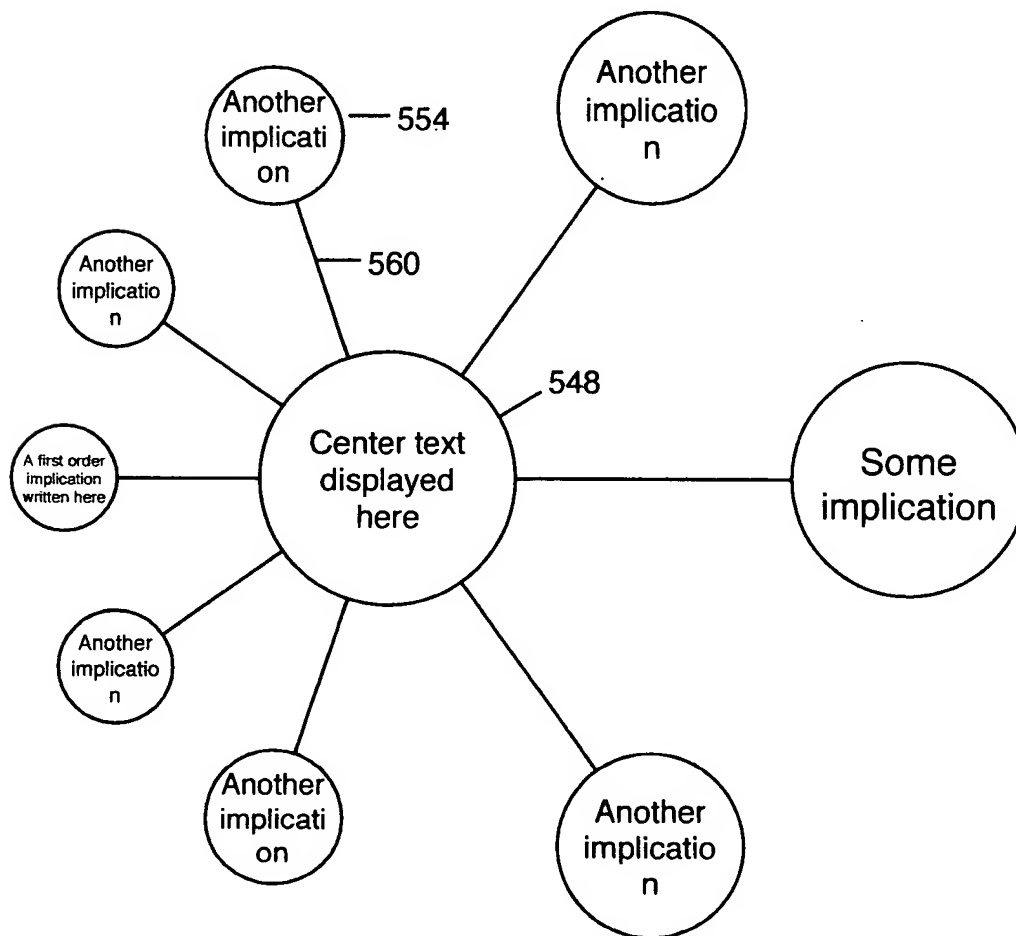 Another
implicatio
n
Another
implicati
on
554
560
Another
implicatio
n
548
Center text
displayed
here
Some
implication
A first order
implication
written here
Another
implicatio
n
Another
implicati
on
Another
implicatio
n